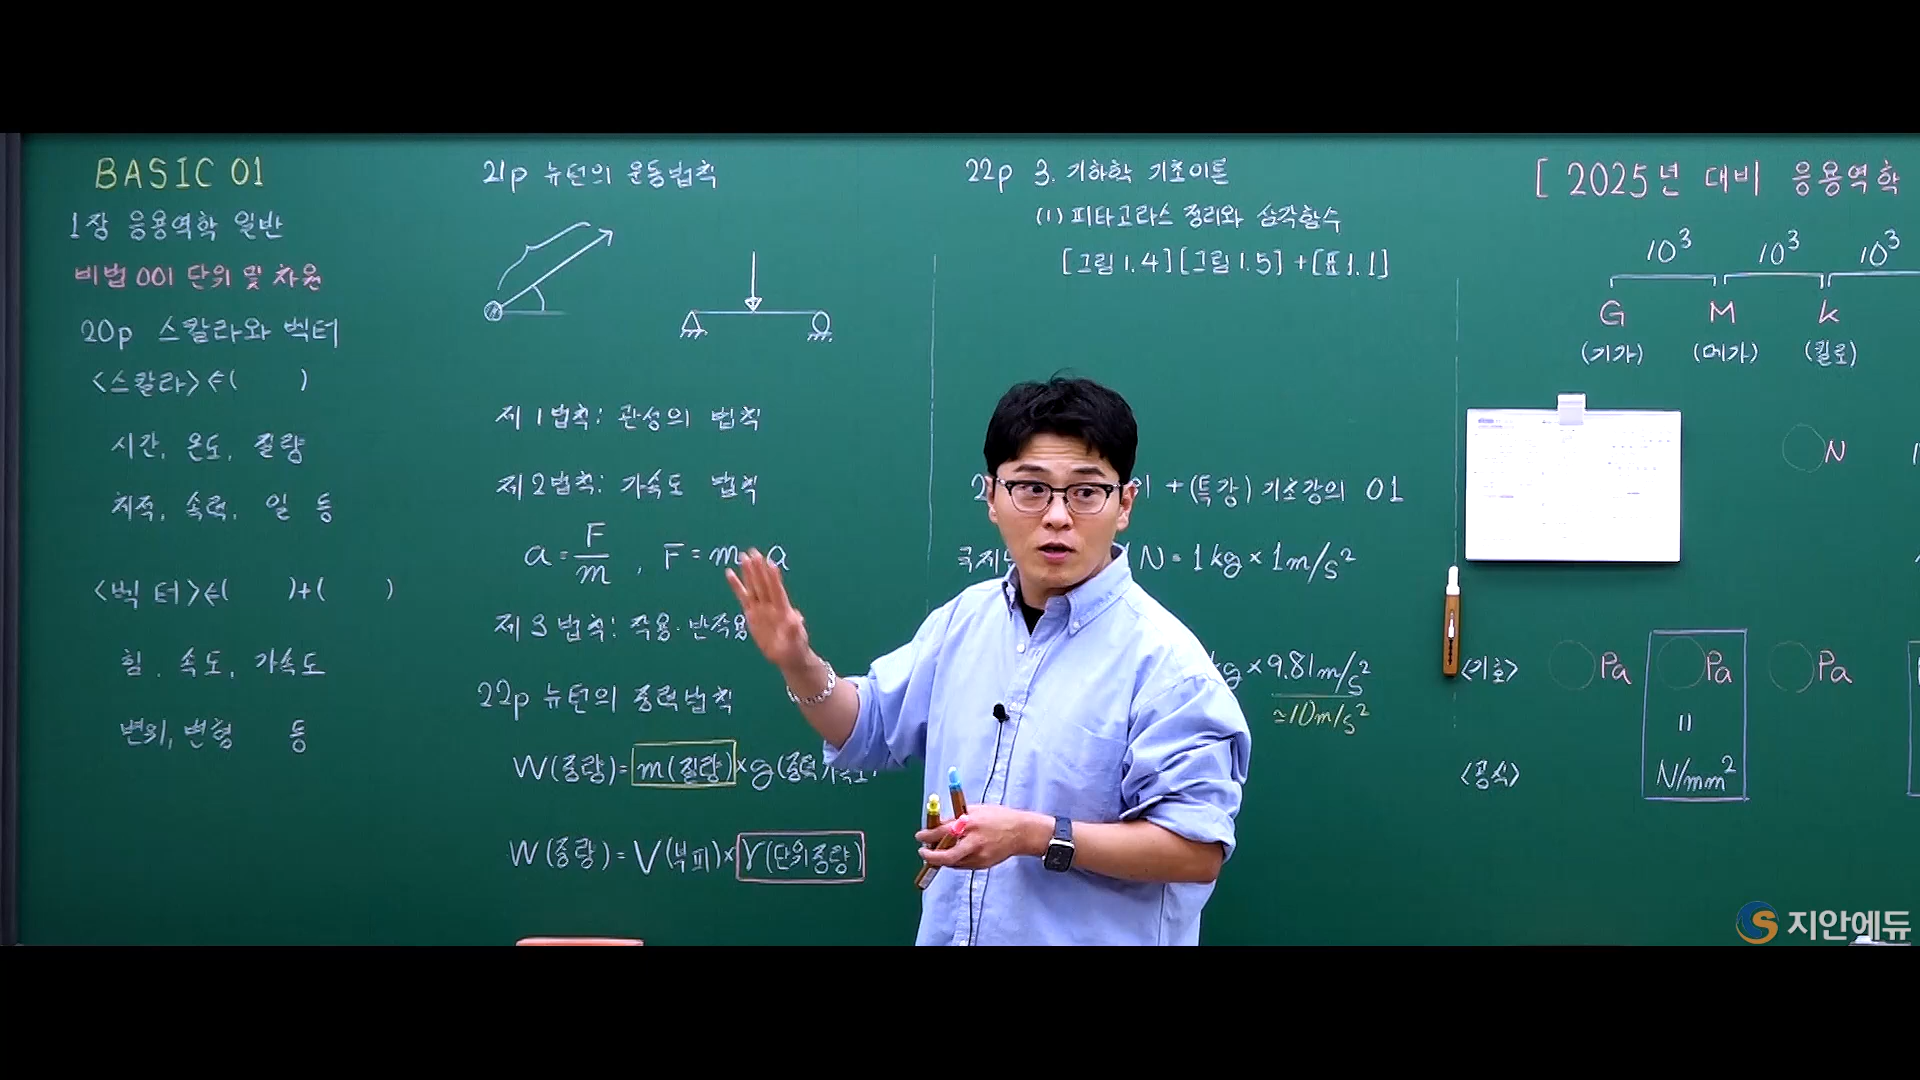 BASIC 01
1장 응용역학 일반
비법 001 단위 및 차원
20p 스칼라와 벡터
<스칼라>⇐( )
시간, 온도, 질량
체적, 속력, 일 등
<벡터>⇐( )+( )
힘, 속도, 가속도
변위, 변형 등
21p 뉴턴의 운동법칙
제1법칙: 관성의 법칙
제2법칙: 가속도 법칙
a = F/m , F = m a
제3법칙: 작용·반작용
22p 뉴턴의 중력법칙
W(중량) = m(질량) × g(중력가속도)
W(중량) = V(부피) × γ(단위중량)
22p 3. 기하학 기초이론
(1) 피타고라스 정리와 삼각함수
[그림 1.4][그림 1.5]+[표 1.1]
+(특강) 기초강의 01
N = 1kg × 1m/s²
kg × 9.81m/s²
≃10m/s²
[ 2025년 대비 응용역학
10³ 10³ 10³
G M k
(기가) (메가) (킬로)
N
<기호> Pa Pa Pa
=
<공식> N/mm²
지안에듀